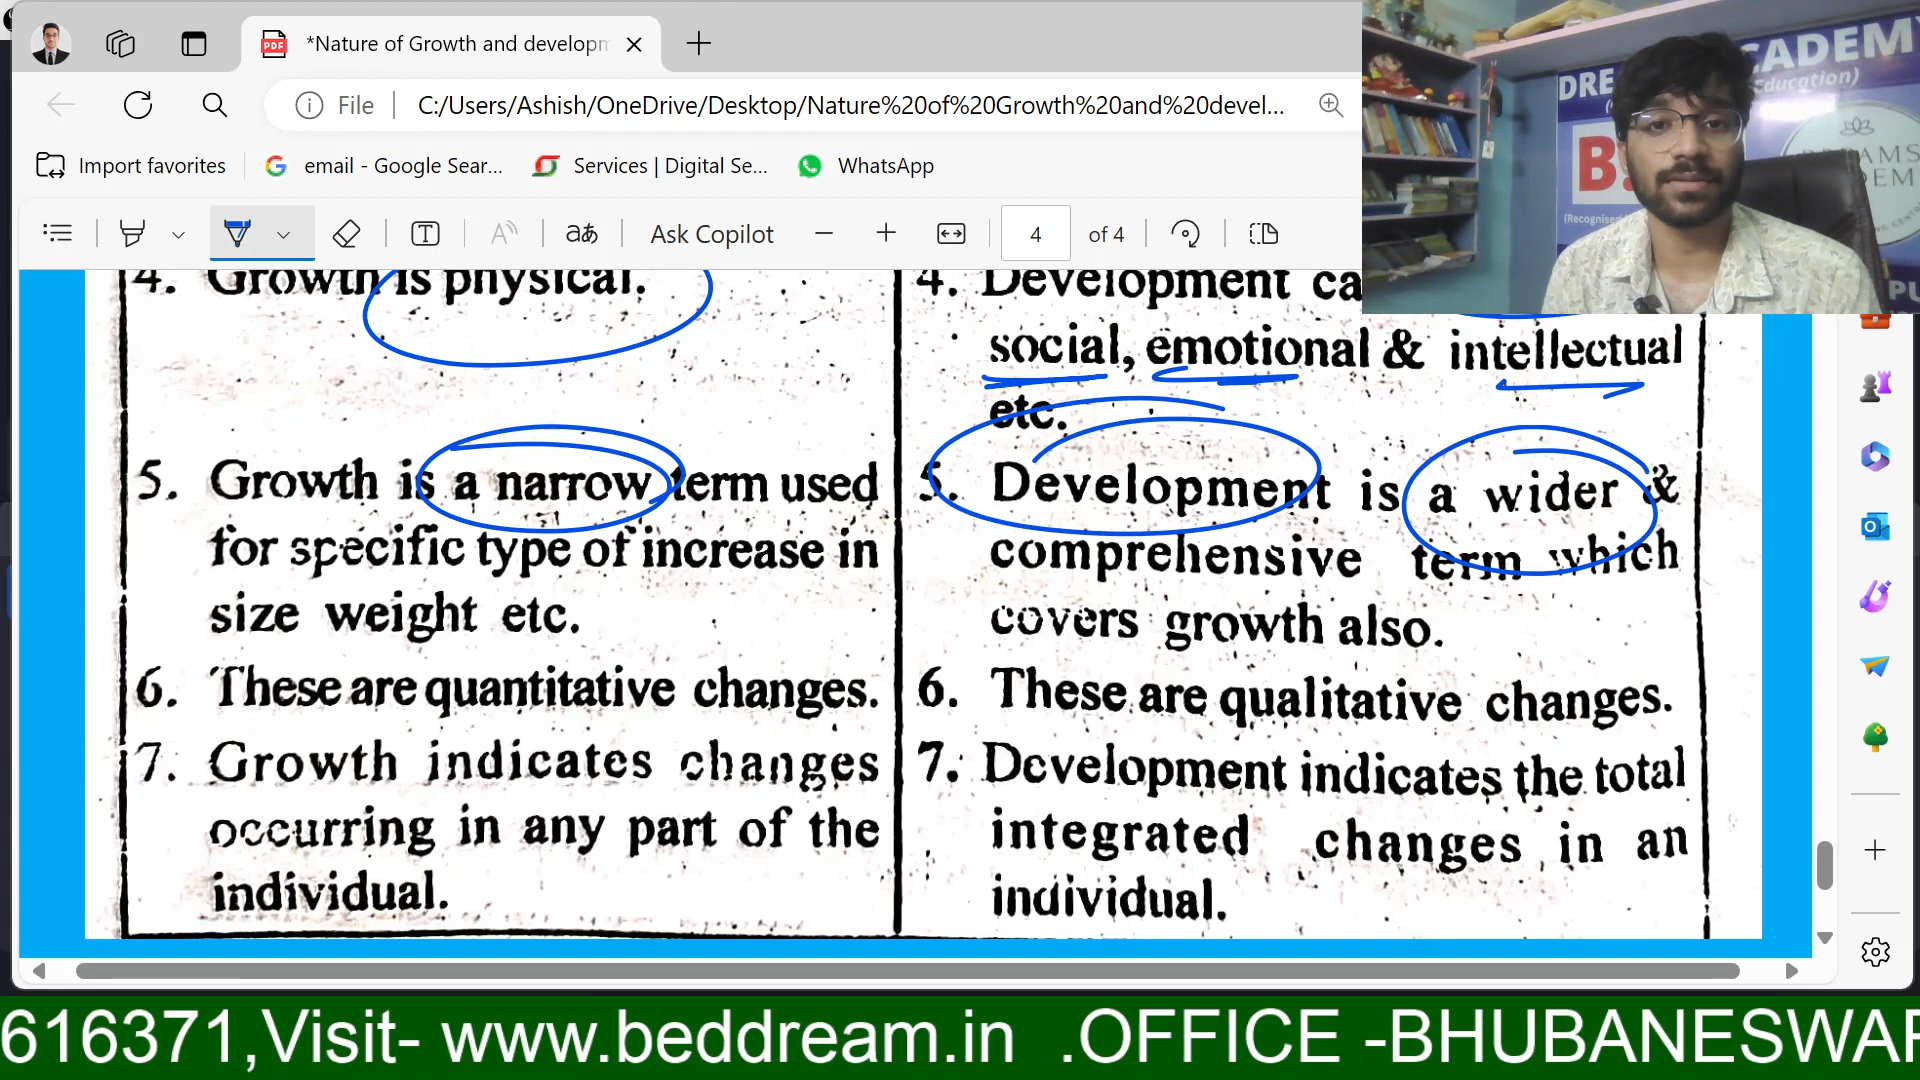 *Nature of Growth and developm
File
C:/Users/Ashish/OneDrive/Desktop/Nature%20of%20Growth%20and%20devel...
Import favorites
email - Google Sear...
Services | Digital Se...
WhatsApp
Ask Copilot
4 of 4
CADEM
DRE
Education)
B.
(Recognised
4. Growth is physical.
4. Development ca
social, emotional & intellectual
etc.
5. Growth is a narrow term used
for specific type of increase in
size weight etc.
5. Development is a wider &
comprehensive term which
covers growth also.
6. These are quantitative changes.
6. These are qualitative changes.
7. Growth indicates changes
occurring in any part of the
individual.
7. Development indicates the total
integrated changes in an
individual.
616371,Visit- www.beddream.in .OFFICE -BHUBANESWAR